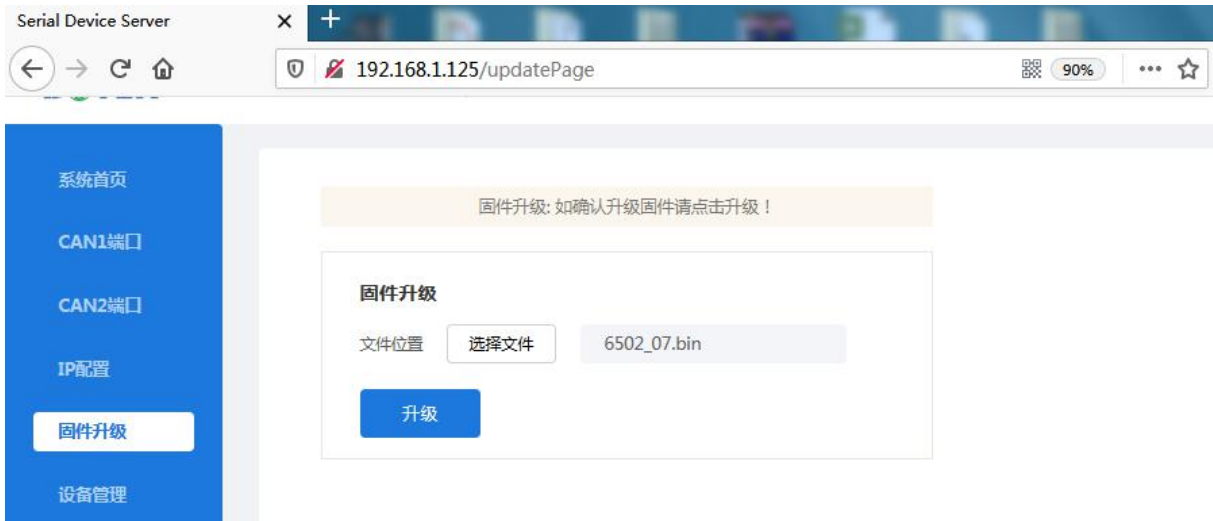 Serial Device Server
192.168.1.125/updatePage
90%
系统首页
CAN1端口
CAN2端口
IP配置
固件升级
设备管理
固件升级: 如确认升级固件请点击升级！
固件升级
文件位置 选择文件 6502_07.bin
升级